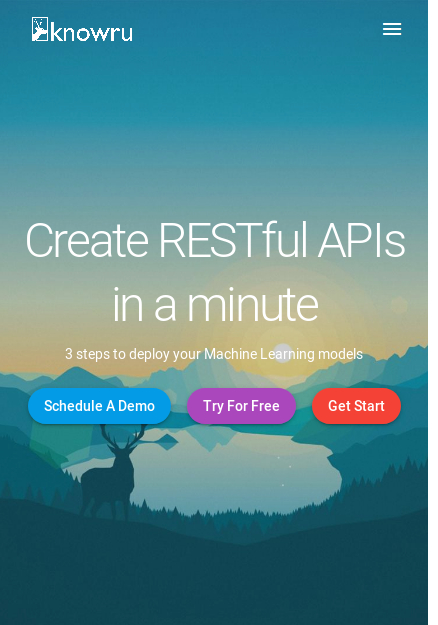 knowru
Create RESTful APIs
in a minute
3 steps to deploy your Machine Learning models
Schedule A Demo
Try For Free
Get Start